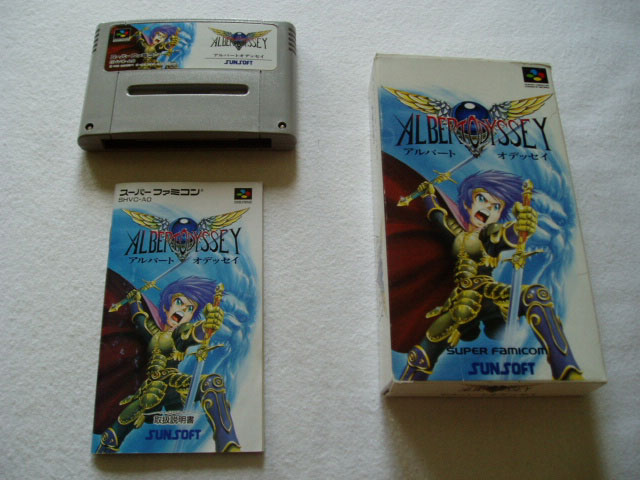 ALBERT ODYSSEY
アルバートオデッセイ
SUNSOFT
スーパーファミコン
SHVC-AO
ALBERT ODYSSEY
アルバート オデッセイ
取扱説明書
SUNSOFT
ALBERT ODYSSEY
アルバート オデッセイ
SUPER FAMICOM
SUNSOFT
ALBERT ODYSSEY